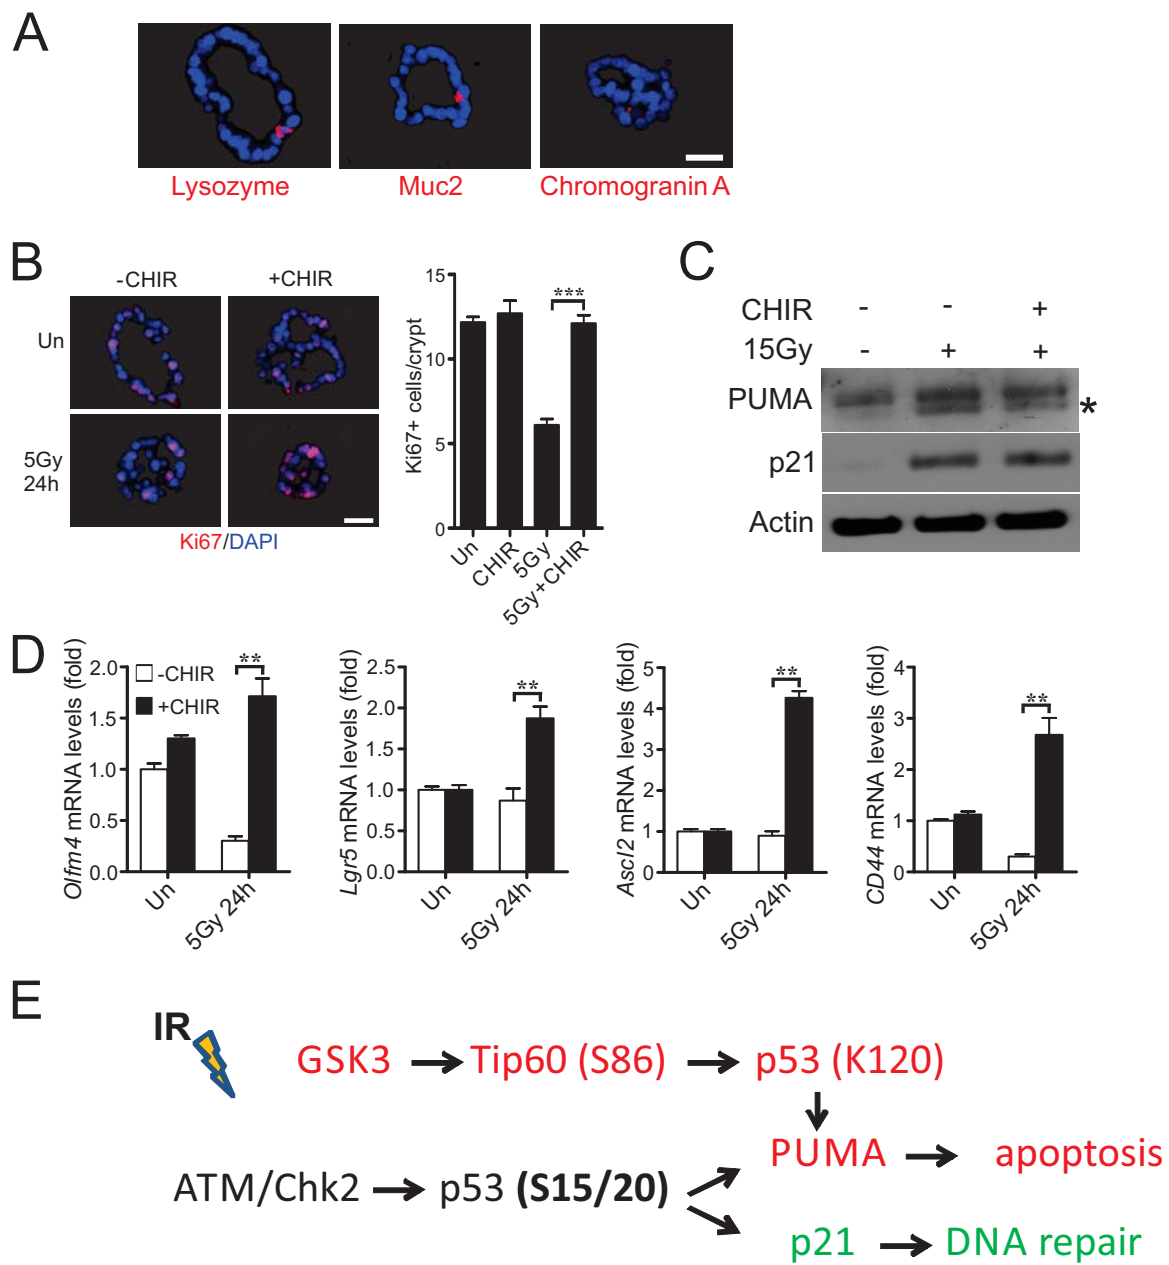 A
Lysozyme
Muc2
Chromogranin A
B
-CHIR
+CHIR
Un
5Gy
24h
Ki67/DAPI
Ki67+ cells/crypt
15
10
5
0
***
Un
CHIR
5Gy
5Gy+CHIR
C
CHIR - - +
15Gy - + +
PUMA
*
p21
Actin
D
Olfm4 mRNA levels (fold)
2.0
1.5
1.0
0.5
0.0
-CHIR
+CHIR
**
Un
5Gy 24h
Lgr5 mRNA levels (fold)
2.5
2.0
1.5
1.0
0.5
0.0
**
Un
5Gy 24h
Ascl2 mRNA levels (fold)
5
4
3
2
1
0
**
Un
5Gy 24h
CD44 mRNA levels (fold)
4
3
2
1
0
**
Un
5Gy 24h
E
IR
GSK3 → Tip60 (S86) → p53 (K120)
PUMA → apoptosis
ATM/Chk2 → p53 (S15/20)
p21 → DNA repair